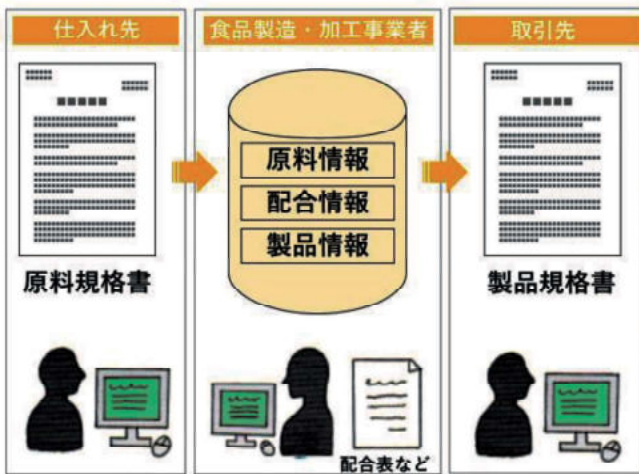 仕入れ先
食品製造・加工事業者
取引先
原料情報
配合情報
製品情報
原料規格書
製品規格書
配合表など